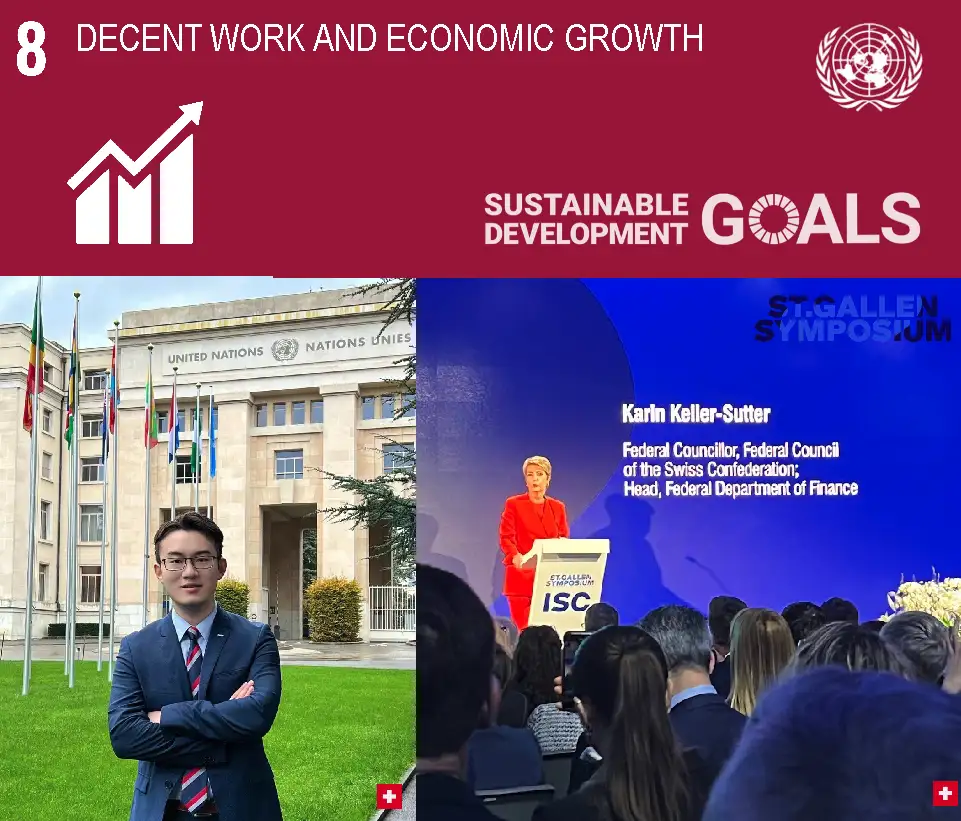 8 DECENT WORK AND ECONOMIC GROWTH
SUSTAINABLE
DEVELOPMENT
GOALS
UNITED NATIONS NATIONS UNIES
ST.GALLEN
SYMPOSIUM
Karin Keller-Sutter
Federal Councillor, Federal Council
of the Swiss Confederation;
Head, Federal Department of Finance
ST.GALLEN
SYMPOSIUM
ISC